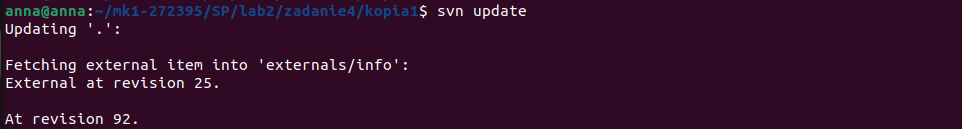 anna@anna:~/mk1-272395/SP/lab2/zadanie4/kopia1$ svn update
Updating '.':
Fetching external item into 'externals/info':
External at revision 25.
At revision 92.